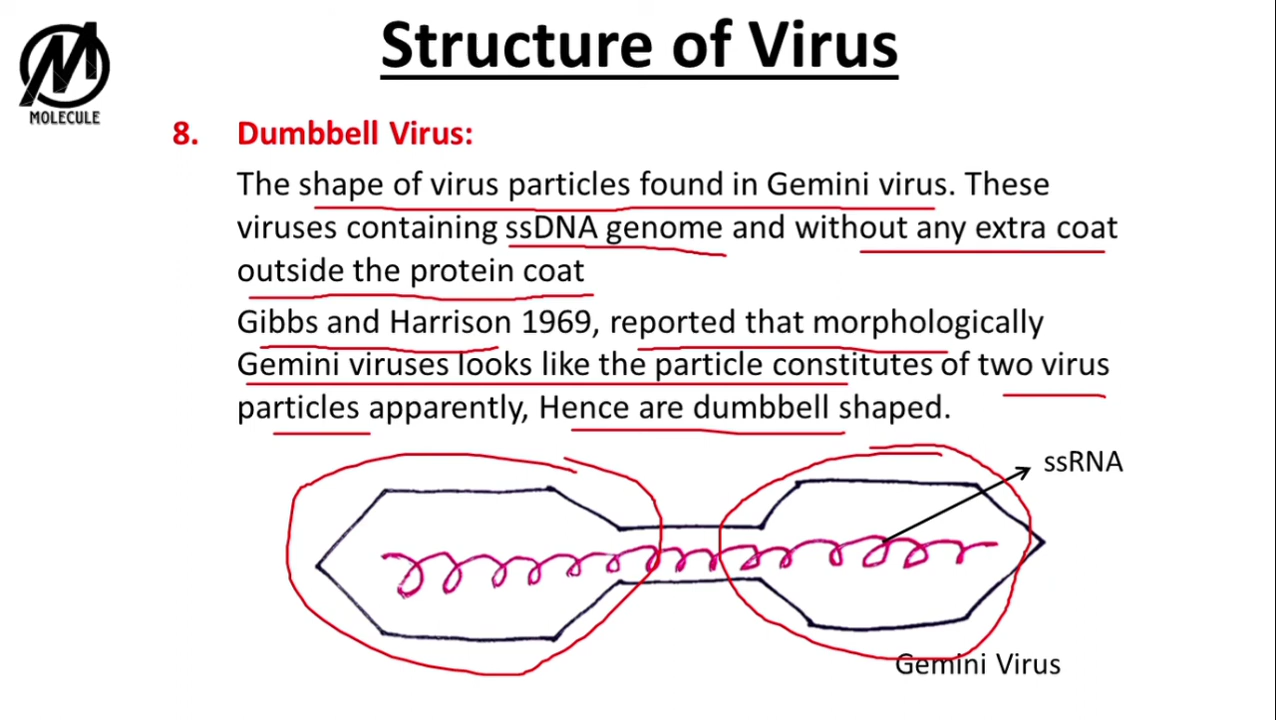 Structure of Virus
MOLECULE
8. Dumbbell Virus:
The shape of virus particles found in Gemini virus. These
viruses containing ssDNA genome and without any extra coat
outside the protein coat
Gibbs and Harrison 1969, reported that morphologically
Gemini viruses looks like the particle constitutes of two virus
particles apparently, Hence are dumbbell shaped.
ssRNA
Gemini Virus